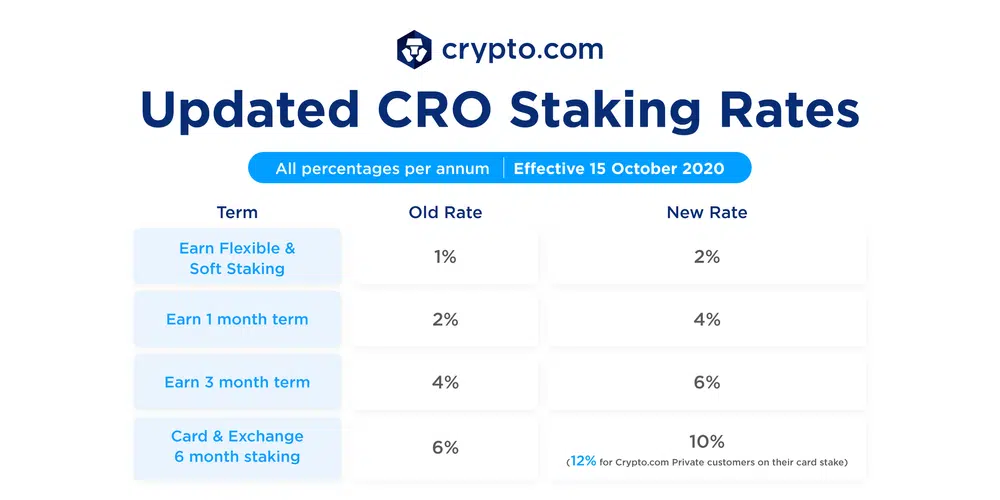 crypto.com
Updated CRO Staking Rates
All percentages per annum | Effective 15 October 2020
Term Old Rate New Rate
Earn Flexible &
Soft Staking
1% 2%
Earn 1 month term 2% 4%
Earn 3 month term 4% 6%
Card & Exchange
6 month staking
6% 10%
(12% for Crypto.com Private customers on their card stake)